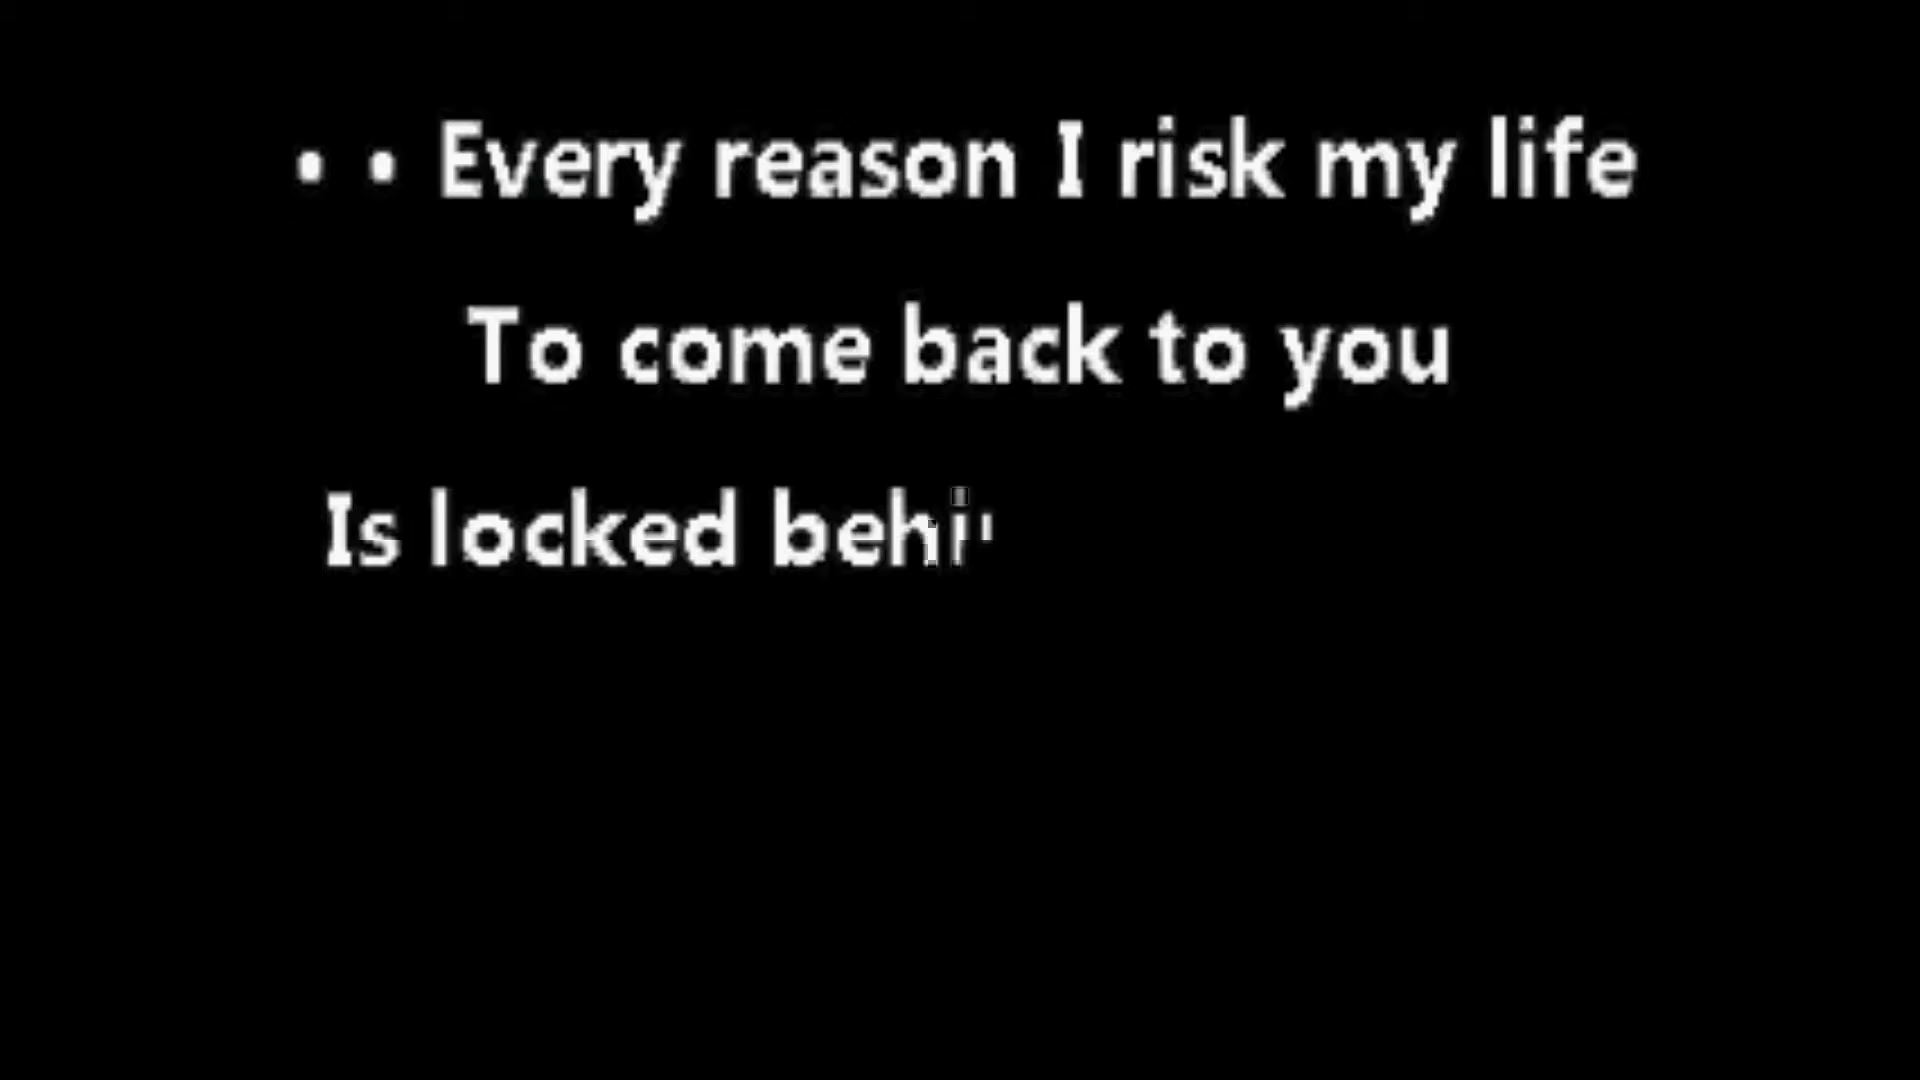 • • Every reason I risk my life
To come back to you
Is locked